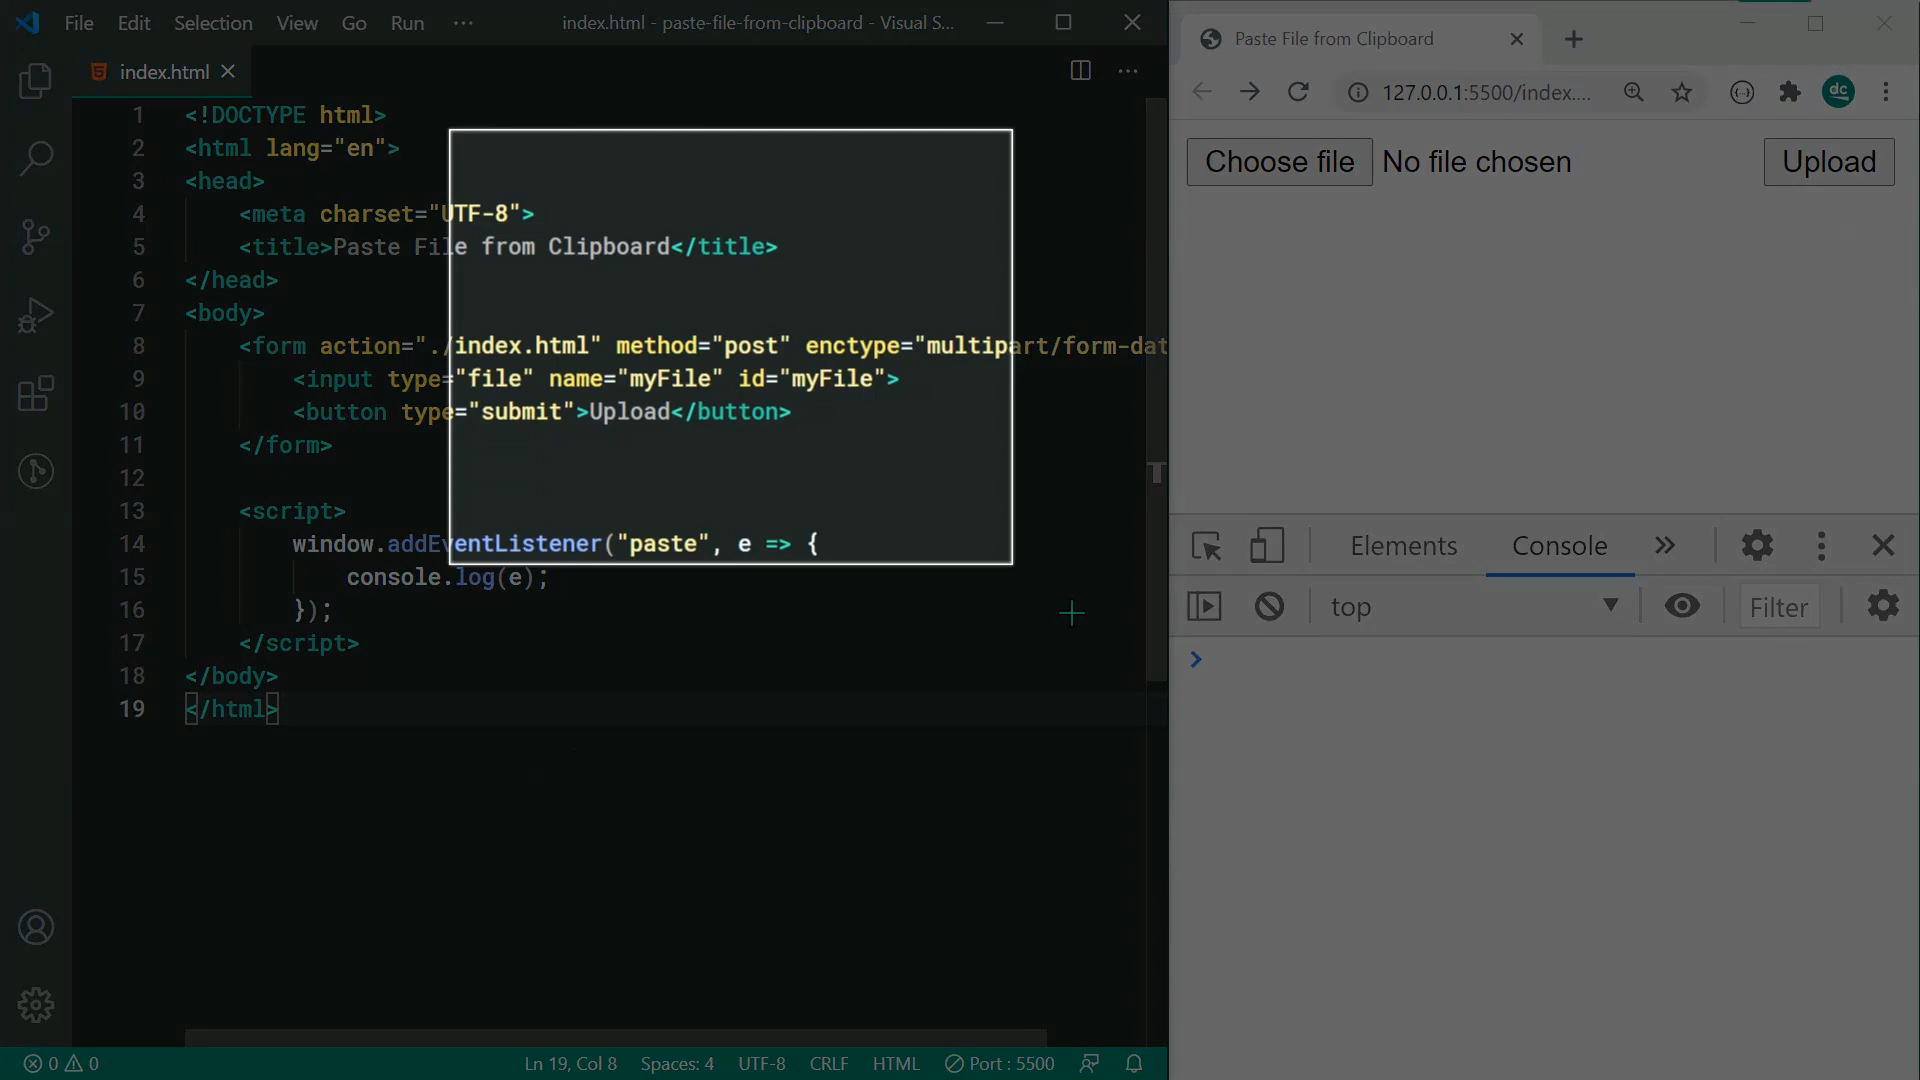 File Edit Selection View Go Run ··· index.html - paste-file-from-clipboard - Visual S...
index.html
1 <!DOCTYPE html>
2 <html lang="en">
3 <head>
4 <meta charset="UTF-8">
5 <title>Paste File from Clipboard</title>
6 </head>
7 <body>
8 <form action="./index.html" method="post" enctype="multipart/form-dat
9 <input type="file" name="myFile" id="myFile">
10 <button type="submit">Upload</button>
11 </form>
12
13 <script>
14 window.addEventListener("paste", e => {
15 console.log(e);
16 });
17 </script>
18 </body>
19 </html>
0 0 Ln 19, Col 8 Spaces: 4 UTF-8 CRLF HTML Port : 5500
Paste File from Clipboard
127.0.0.1:5500/index.... dc
Choose file No file chosen Upload
Elements Console
top Filter